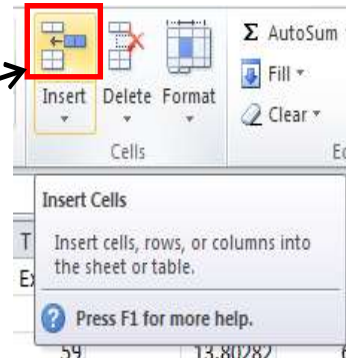 Σ AutoSum
Fill
Clear
Insert Delete Format
Cells
Insert Cells
Insert cells, rows, or columns into
the sheet or table.
Press F1 for more help.
59 13.80282